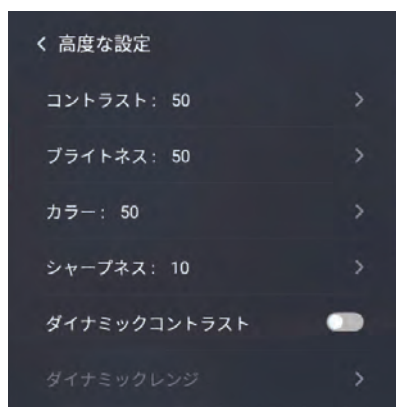 高度な設定
コントラスト: 50
ブライトネス: 50
カラー: 50
シャープネス: 10
ダイナミックコントラスト
ダイナミックレンジ